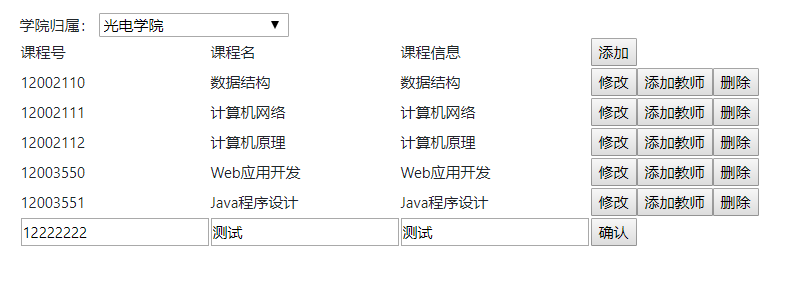 学院归属： 光电学院
课程号 课程名 课程信息 添加
12002110 数据结构 数据结构 修改 添加教师 删除
12002111 计算机网络 计算机网络 修改 添加教师 删除
12002112 计算机原理 计算机原理 修改 添加教师 删除
12003550 Web应用开发 Web应用开发 修改 添加教师 删除
12003551 Java程序设计 Java程序设计 修改 添加教师 删除
12222222 测试 测试 确认